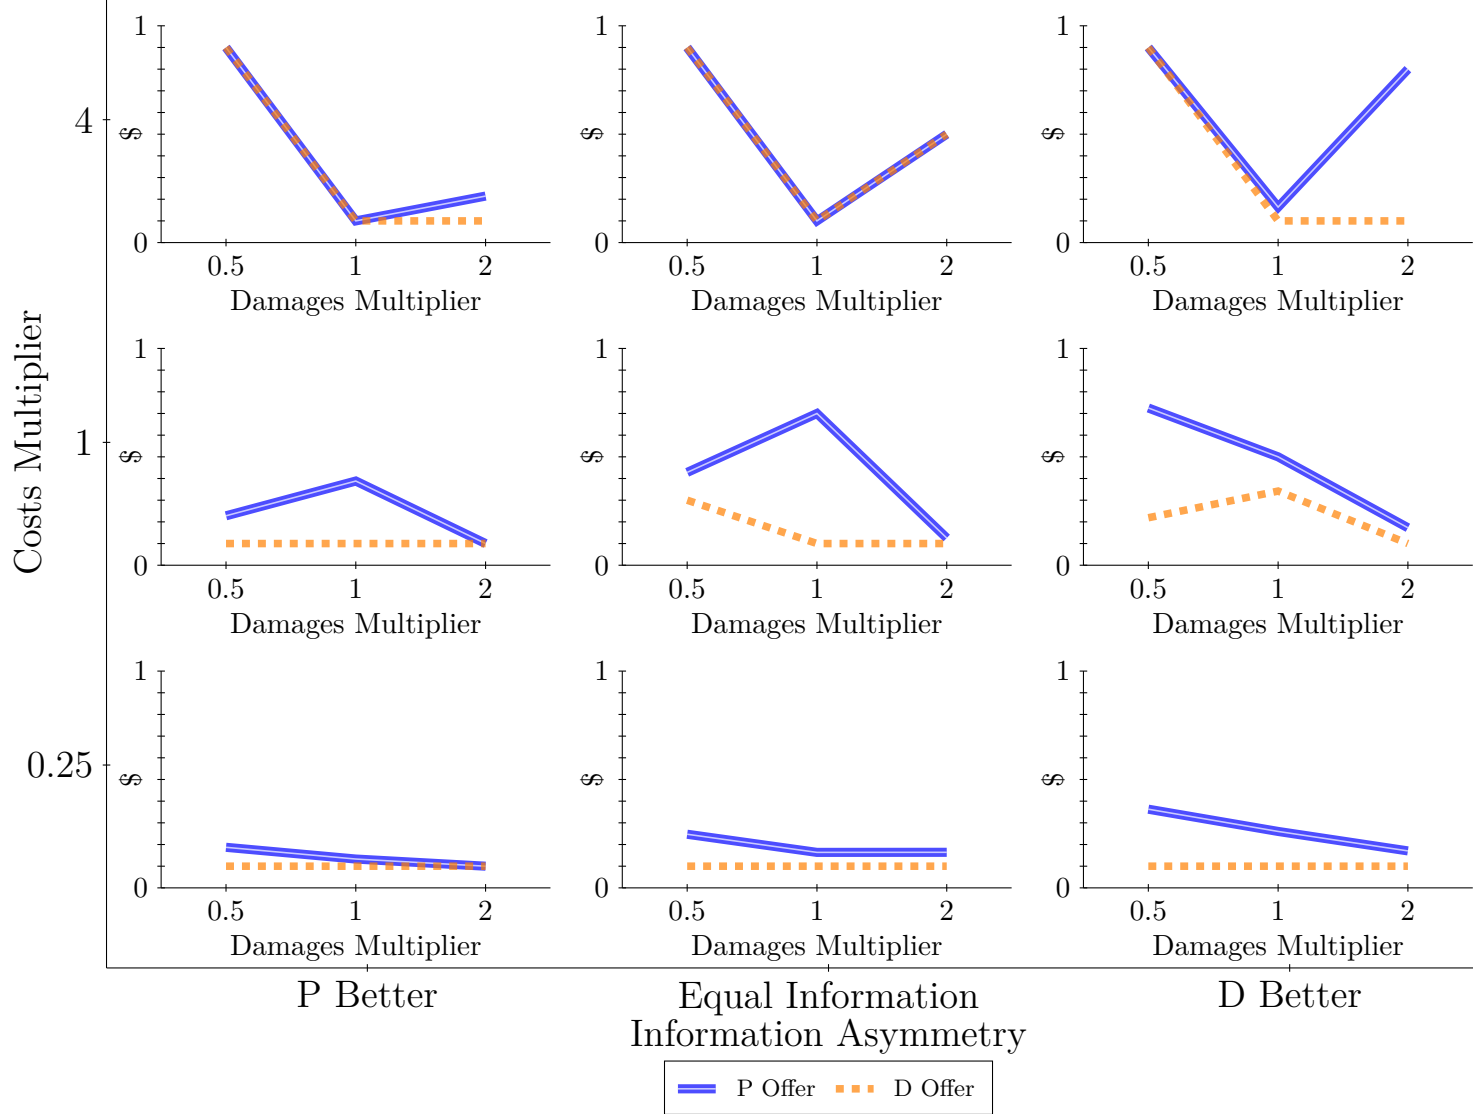 1
$
0
0.5 1 2
Damages Multiplier
1
$
0
0.5 1 2
Damages Multiplier
1
$
0
0.5 1 2
Damages Multiplier
4
1
$
0
0.5 1 2
Damages Multiplier
1
$
0
0.5 1 2
Damages Multiplier
1
$
0
0.5 1 2
Damages Multiplier
1
Costs Multiplier
1
$
0
0.5 1 2
Damages Multiplier
1
$
0
0.5 1 2
Damages Multiplier
1
$
0
0.5 1 2
Damages Multiplier
0.25
P Better
Equal Information
D Better
Information Asymmetry
P Offer
D Offer